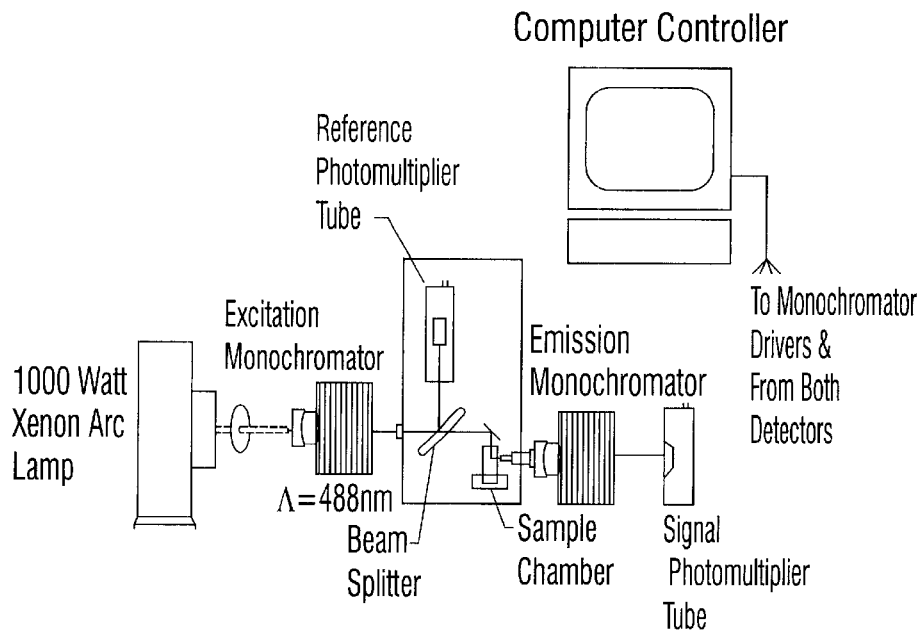 Computer Controller
Reference
Photomultiplier
Tube
Excitation
Monochromator
1000 Watt
Xenon Arc
Lamp
Λ=488nm
Beam
Splitter
Emission
Monochromator
To Monochromator
Drivers &
From Both
Detectors
Sample
Chamber
Signal
Photomultiplier
Tube